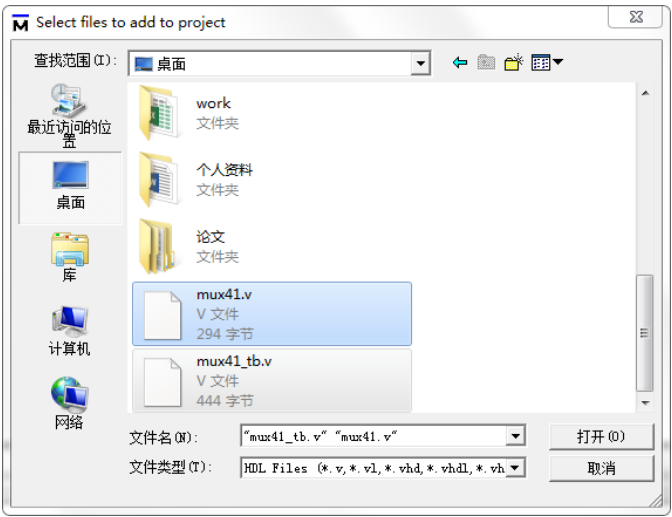 Select files to add to project
查找范围(I):
桌面
work
文件夹
个人资料
文件夹
论文
文件夹
mux41.v
V 文件
294 字节
mux41_tb.v
V 文件
444 字节
最近访问的位
置
桌面
库
计算机
网络
文件名(N):
"mux41_tb.v" "mux41.v"
打开(O)
文件类型(T):
HDL Files (*.v,*.vl,*.vhd,*.vhdl,*.vh
取消